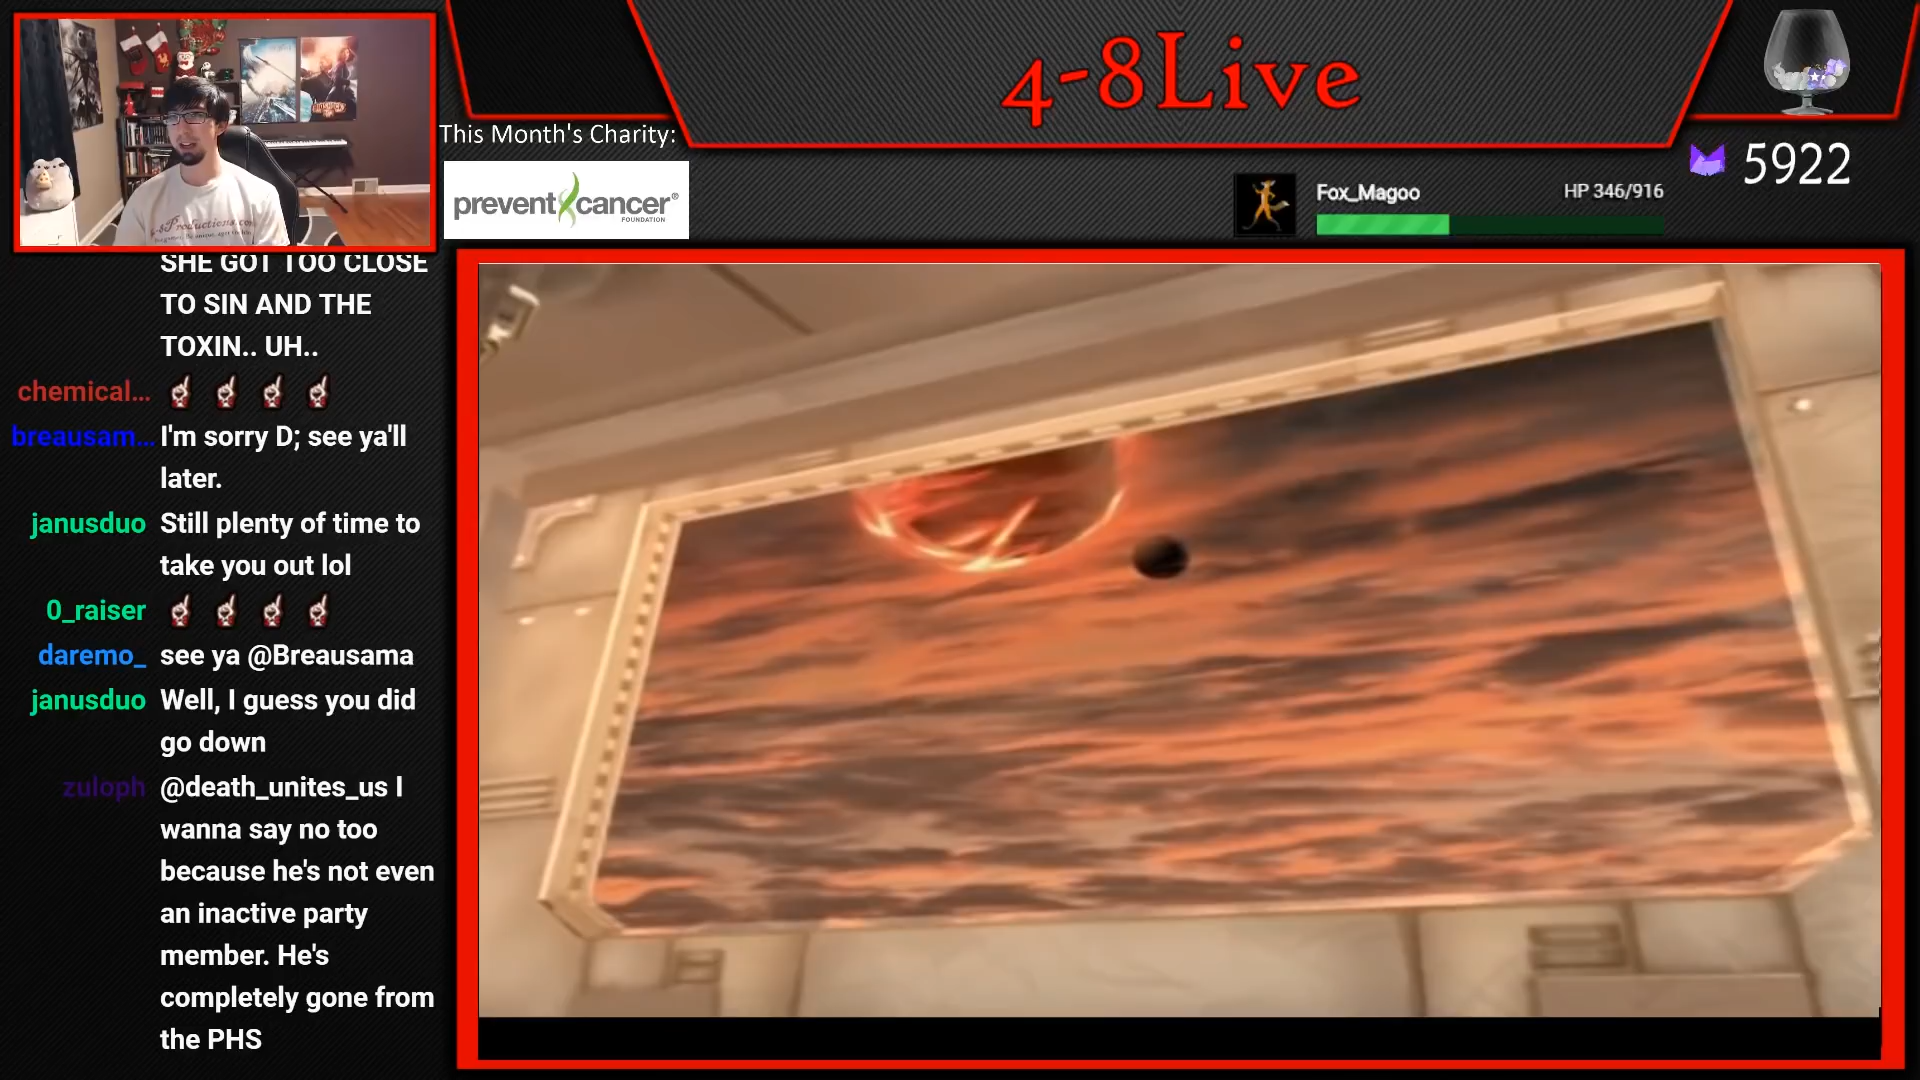 4-8Live
This Month's Charity:
prevent cancer®
FOUNDATION
5922
Fox_Magoo
HP 346/916
SHE GOT TOO CLOSE
TO SIN AND THE
TOXIN.. UH..
chemical...
breausam... I'm sorry D; see ya'll
later.
janusduo Still plenty of time to
take you out lol
0_raiser
daremo_ see ya @Breausama
janusduo Well, I guess you did
go down
zuloph @death_unites_us I
wanna say no too
because he's not even
an inactive party
member. He's
completely gone from
the PHS